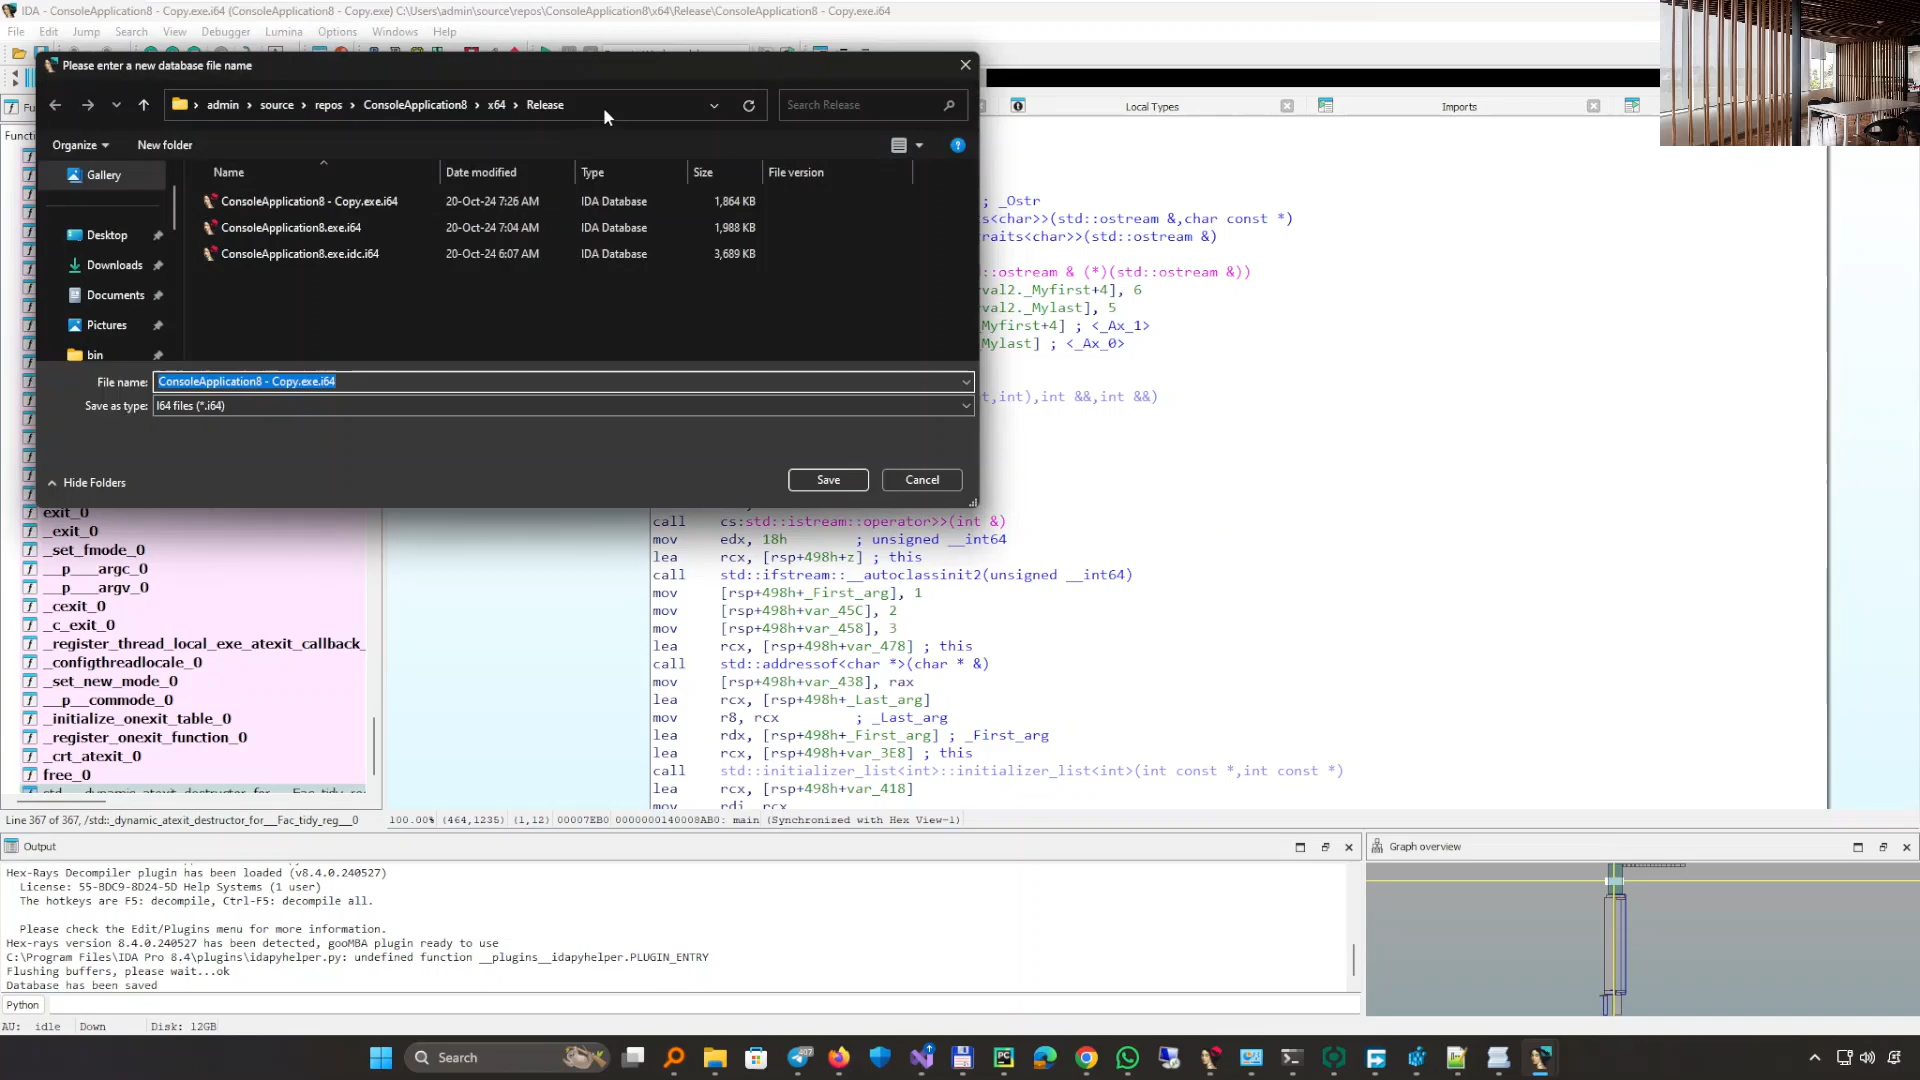 IDA - ConsoleApplication8 - Copy.exe.i64 (ConsoleApplication8 - Copy.exe) C:\Users\admin\source\repos\ConsoleApplication8\x64\Release\ConsoleApplication8 - Copy.exe.i64
File Edit Jump Search View Debugger Lumina Options Windows Help
Please enter a new database file name
admin source repos ConsoleApplication8 x64 Release
Search Release
Local Types
Imports
Functi
Organize
New folder
Name Date modified Type Size File version
Gallery
ConsoleApplication8 - Copy.exe.i64 20-Oct-24 7:26 AM IDA Database 1,864 KB
ConsoleApplication8.exe.i64 20-Oct-24 7:04 AM IDA Database 1,988 KB
ConsoleApplication8.exe.idc.i64 20-Oct-24 6:07 AM IDA Database 3,689 KB
Desktop
Downloads
Documents
Pictures
bin
File name: ConsoleApplication8 - Copy.exe.i64
Save as type: I64 files (*.i64)
Hide Folders
Save
Cancel
; _Ostr
s<char>>(std::ostream &,char const *)
raits<char>>(std::ostream &)
::ostream & (*)(std::ostream &))
rval2._Myfirst+4], 6
rval2._Mylast], 5
Myfirst+4] ; <_Ax_1>
Mylast] ; <_Ax_0>
t,int),int &&,int &&)
call cs:std::istream::operator>>(int &)
mov edx, 18h ; unsigned __int64
lea rcx, [rsp+498h+z] ; this
call std::ifstream::__autoclassinit2(unsigned __int64)
mov [rsp+498h+_First_arg], 1
mov [rsp+498h+var_45C], 2
mov [rsp+498h+var_458], 3
lea rcx, [rsp+498h+var_478] ; this
call std::addressof<char *>(char * &)
mov [rsp+498h+var_438], rax
lea rcx, [rsp+498h+_Last_arg]
mov r8, rcx ; _Last_arg
lea rdx, [rsp+498h+_First_arg] ; _First_arg
lea rcx, [rsp+498h+var_3E8] ; this
call std::initializer_list<int>::initializer_list<int>(int const *,int const *)
lea rcx, [rsp+498h+var_418]
mov rdi, rcx
exit_0
_exit_0
_set_fmode_0
__p___argc_0
__p___argv_0
_cexit_0
_c_exit_0
_register_thread_local_exe_atexit_callback_
_configthreadlocale_0
_set_new_mode_0
__p__commode_0
_initialize_onexit_table_0
_register_onexit_function_0
_crt_atexit_0
free_0
std::_dynamic_atexit_destructor_for___Fac_tidy_re
Line 367 of 367, /std::_dynamic_atexit_destructor_for___Fac_tidy_reg___0
100.00% (464,1235) (1,12) 00007EB0 0000000140008AB0: main (Synchronized with Hex View-1)
Output
Graph overview
Hex-Rays Decompiler plugin has been loaded (v8.4.0.240527)
License: 55-BDC9-8D24-5D Help Systems (1 user)
The hotkeys are F5: decompile, Ctrl-F5: decompile all.
Please check the Edit/Plugins menu for more information.
Hex-rays version 8.4.0.240527 has been detected, gooMBA plugin ready to use
C:\Program Files\IDA Pro 8.4\plugins\idapyhelper.py: undefined function __plugins__idapyhelper.PLUGIN_ENTRY
Flushing buffers, please wait...ok
Database has been saved
Python
AU: idle Down Disk: 12GB
Search
407